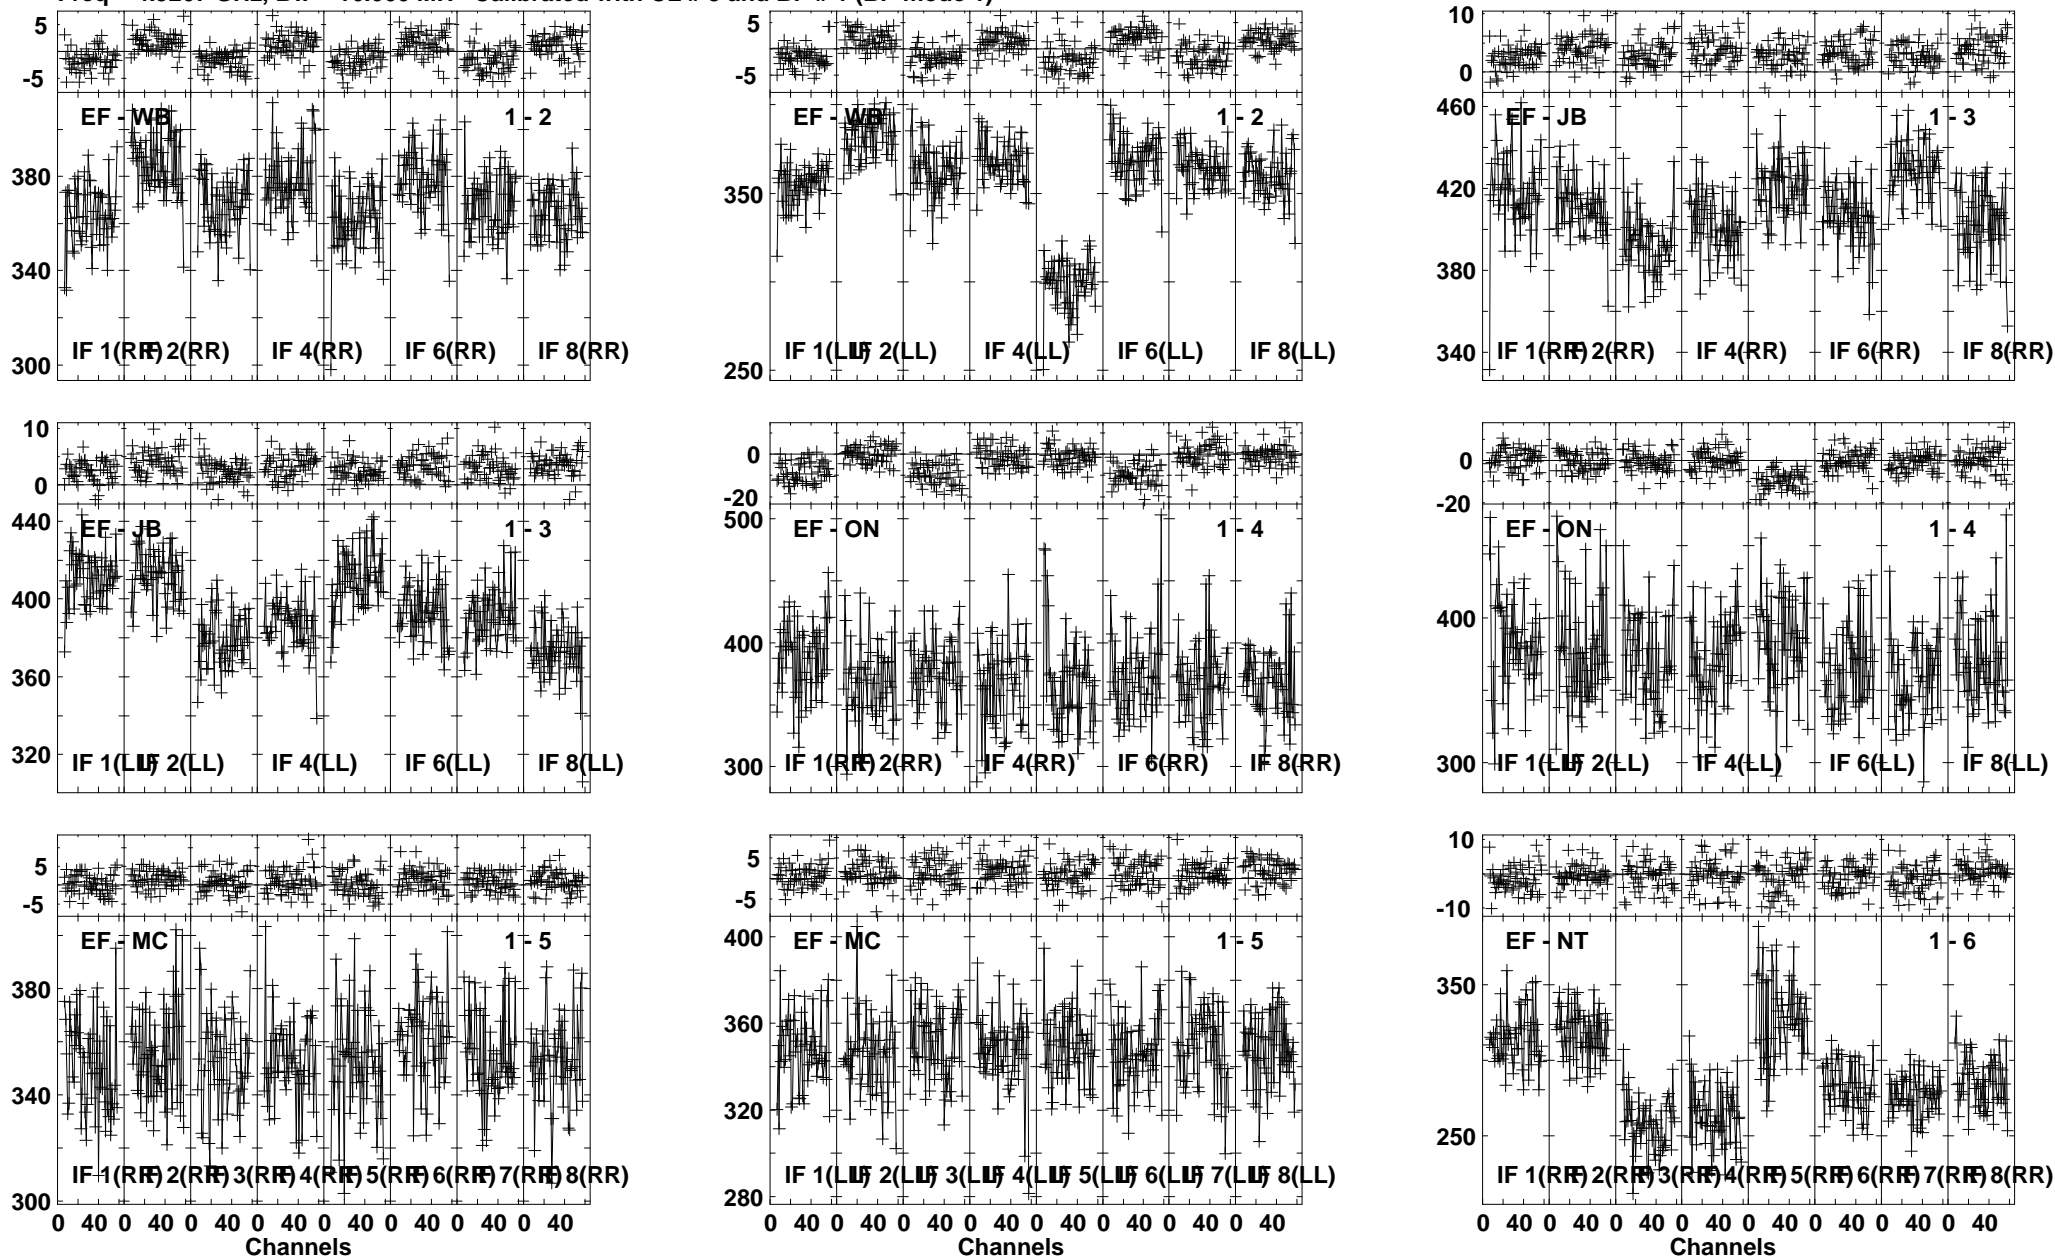 5
-5
EF - WB
1 - 2
380
340
300
IF 1(RR) IF 2(RR) IF 4(RR) IF 6(RR) IF 8(RR)
5
-5
EF - WB
1 - 2
350
250
IF 1(LL) IF 2(LL) IF 4(LL) IF 6(LL) IF 8(LL)
10
0
460
EF - JB
1 - 3
420
380
340
IF 1(RR) IF 2(RR) IF 4(RR) IF 6(RR) IF 8(RR)
10
0
440
EF - JB
1 - 3
400
360
320
IF 1(LL) IF 2(LL) IF 4(LL) IF 6(LL) IF 8(LL)
0
-20
500
EF - ON
1 - 4
400
300
IF 1(RR) IF 2(RR) IF 4(RR) IF 6(RR) IF 8(RR)
0
-20
EF - ON
1 - 4
400
300
IF 1(LL) IF 2(LL) IF 4(LL) IF 6(LL) IF 8(LL)
5
-5
EF - MC
1 - 5
380
340
300
IF 1(RR) IF 2(RR) IF 3(RR) IF 4(RR) IF 5(RR) IF 6(RR) IF 7(RR) IF 8(RR)
0 40 0 40 0 40 0 40 0 40 0 40 0 40 0 40
Channels
5
-5
400
EF - MC
1 - 5
360
320
280
IF 1(LL) IF 2(LL) IF 3(LL) IF 4(LL) IF 5(LL) IF 6(LL) IF 7(LL) IF 8(LL)
0 40 0 40 0 40 0 40 0 40 0 40 0 40 0 40
Channels
10
-10
EF - NT
1 - 6
350
250
IF 1(RR) IF 2(RR) IF 3(RR) IF 4(RR) IF 5(RR) IF 6(RR) IF 7(RR) IF 8(RR)
0 40 0 40 0 40 0 40 0 40 0 40 0 40 0 40
Channels